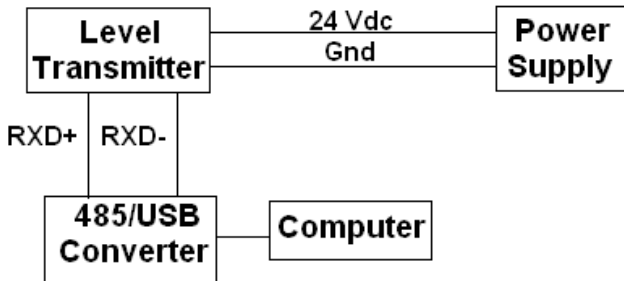 Level
Transmitter
24 Vdc
Gnd
Power
Supply
RXD+
RXD-
485/USB
Converter
Computer